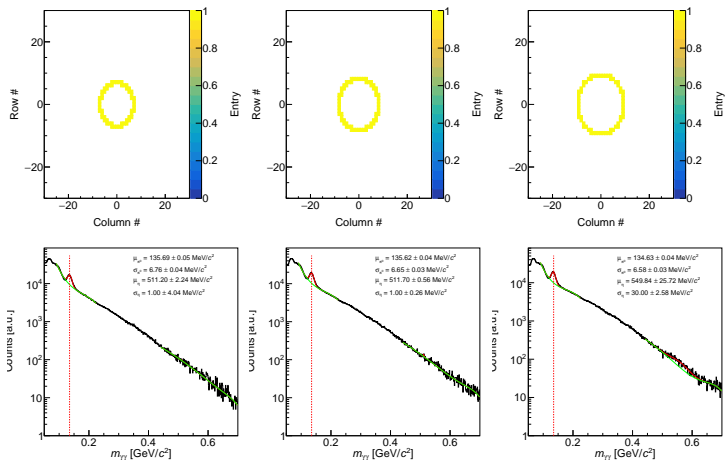 20
0
−20
Row #
−20 0 20
Column #
0 0.2 0.4 0.6 0.8 1
Entry
20
0
−20
Row #
−20 0 20
Column #
0 0.2 0.4 0.6 0.8 1
Entry
20
0
−20
Row #
−20 0 20
Column #
0 0.2 0.4 0.6 0.8 1
Entry
μπ⁰ = 135.69 ± 0.05 MeV/c²
σπ⁰ = 6.76 ± 0.04 MeV/c²
μη = 511.20 ± 2.24 MeV/c²
ση = 1.00 ± 4.04 MeV/c²
10⁴
10³
10²
10
1
Counts [a.u.]
0.2 0.4 0.6
mγγ [GeV/c²]
μπ⁰ = 135.62 ± 0.04 MeV/c²
σπ⁰ = 6.65 ± 0.03 MeV/c²
μη = 511.70 ± 0.56 MeV/c²
ση = 1.00 ± 0.26 MeV/c²
10⁴
10³
10²
10
1
Counts [a.u.]
0.2 0.4 0.6
mγγ [GeV/c²]
μπ⁰ = 134.63 ± 0.04 MeV/c²
σπ⁰ = 6.58 ± 0.03 MeV/c²
μη = 549.84 ± 25.72 MeV/c²
ση = 30.00 ± 2.58 MeV/c²
10⁴
10³
10²
10
1
Counts [a.u.]
0.2 0.4 0.6
mγγ [GeV/c²]